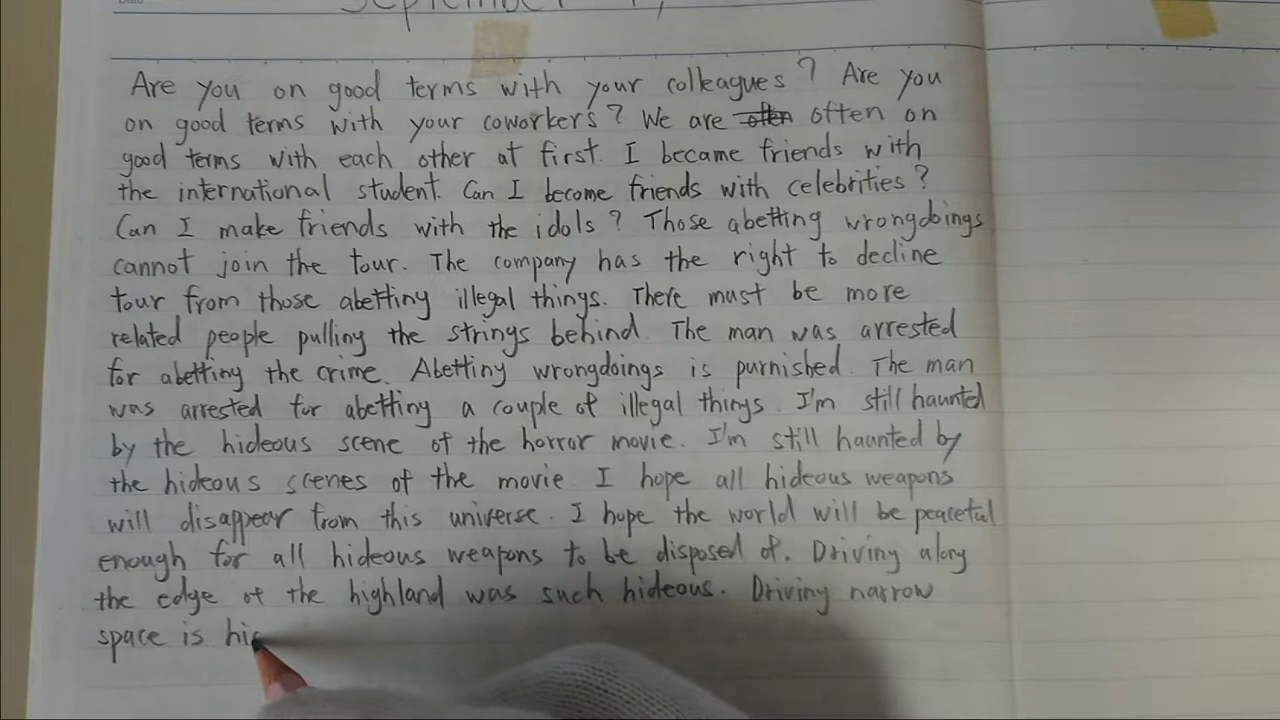 September
Are you on good terms with your colleagues? Are you
on good terms with your coworkers? We are often often on
good terms with each other at first. I became friends with
the international student. Can I become friends with celebrities?
Can I make friends with the idols? Those abetting wrongdoings
cannot join the tour. The company has the right to decline
tour from those abetting illegal things. There must be more
related people pulling the strings behind. The man was arrested
for abetting the crime. Abetting wrongdoings is purnished. The man
was arrested for abetting a couple of illegal things. I'm still haunted
by the hideous scene of the horror movie. I'm still haunted by
the hideous scenes of the movie. I hope all hideous weapons
will disappear from this universe. I hope the world will be peaceful
enough for all hideous weapons to be disposed of. Driving along
the edge of the highland was such hideous. Driving narrow
space is hi